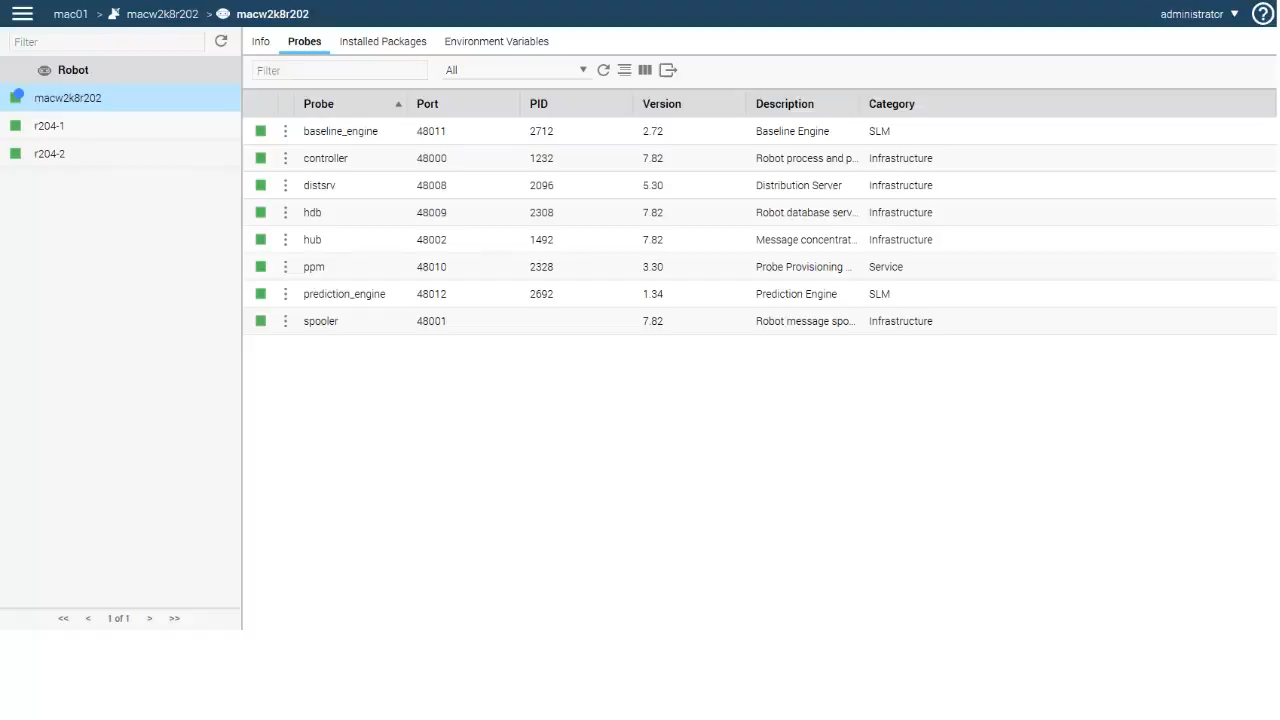 mac01 > macw2k8r202 > macw2k8r202
administrator
Filter
Robot
macw2k8r202
r204-1
r204-2
<< < 1 of 1 > >>
Info Probes Installed Packages Environment Variables
Filter All
Probe Port PID Version Description Category
baseline_engine 48011 2712 2.72 Baseline Engine SLM
controller 48000 1232 7.82 Robot process and p... Infrastructure
distsrv 48008 2096 5.30 Distribution Server Infrastructure
hdb 48009 2308 7.82 Robot database serv... Infrastructure
hub 48002 1492 7.82 Message concentrat... Infrastructure
ppm 48010 2328 3.30 Probe Provisioning ... Service
prediction_engine 48012 2692 1.34 Prediction Engine SLM
spooler 48001 7.82 Robot message spo... Infrastructure